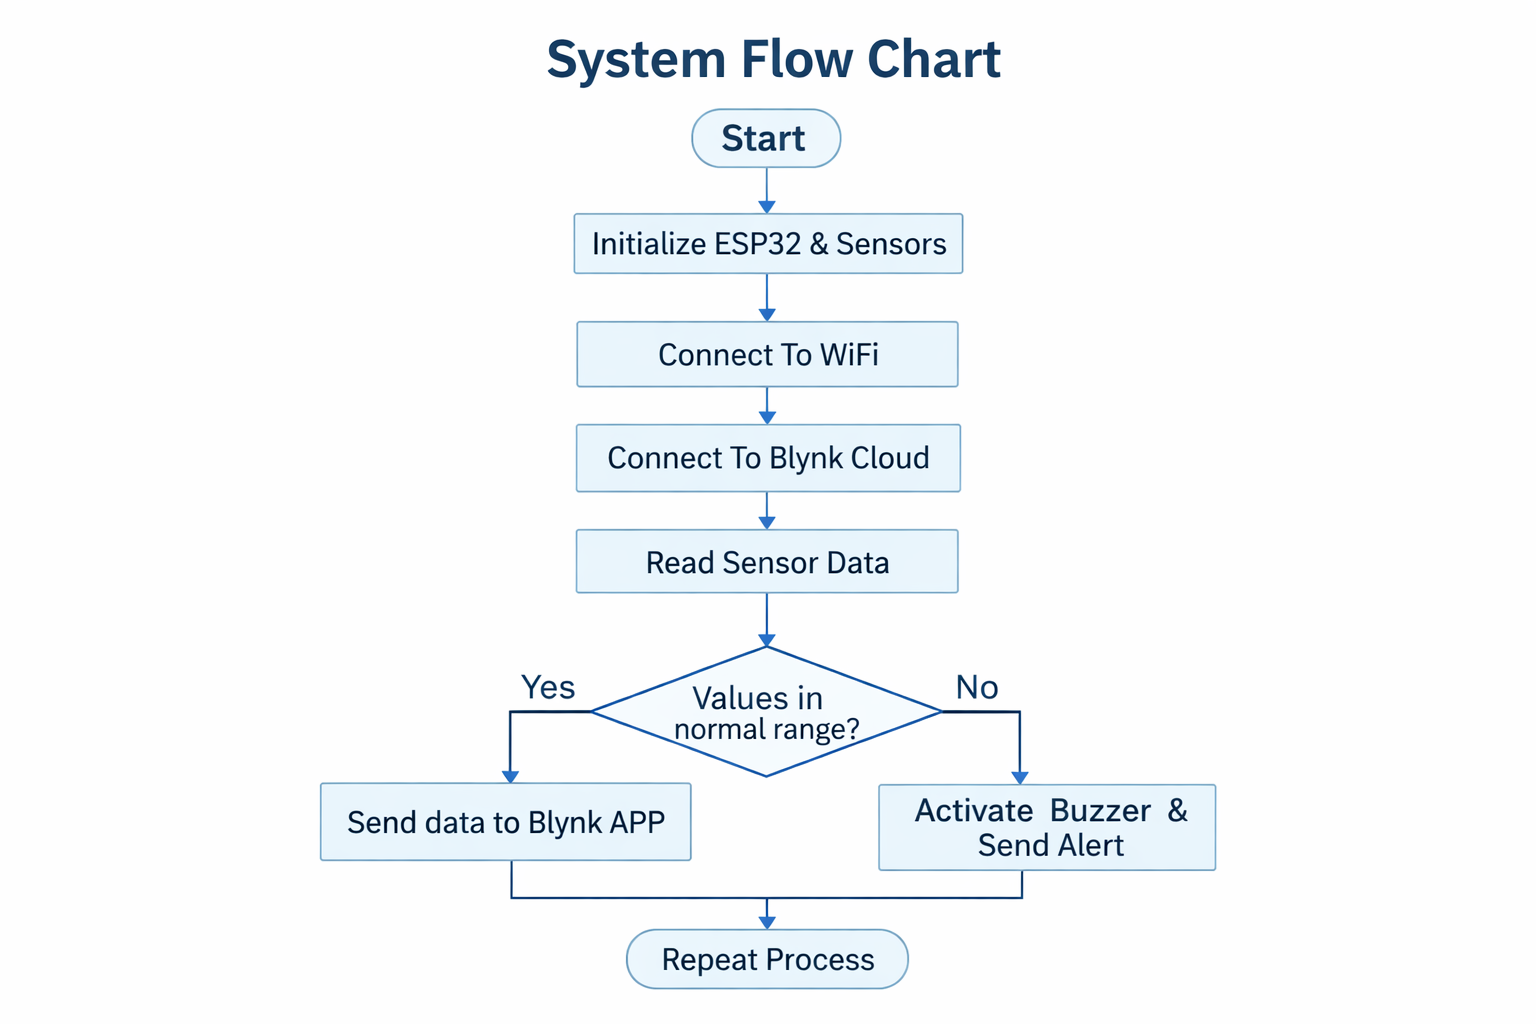 System Flow Chart
Start
Initialize ESP32 & Sensors
Connect To WiFi
Connect To Blynk Cloud
Read Sensor Data
Yes
Values in
normal range?
No
Send data to Blynk APP
Activate Buzzer &
Send Alert
Repeat Process